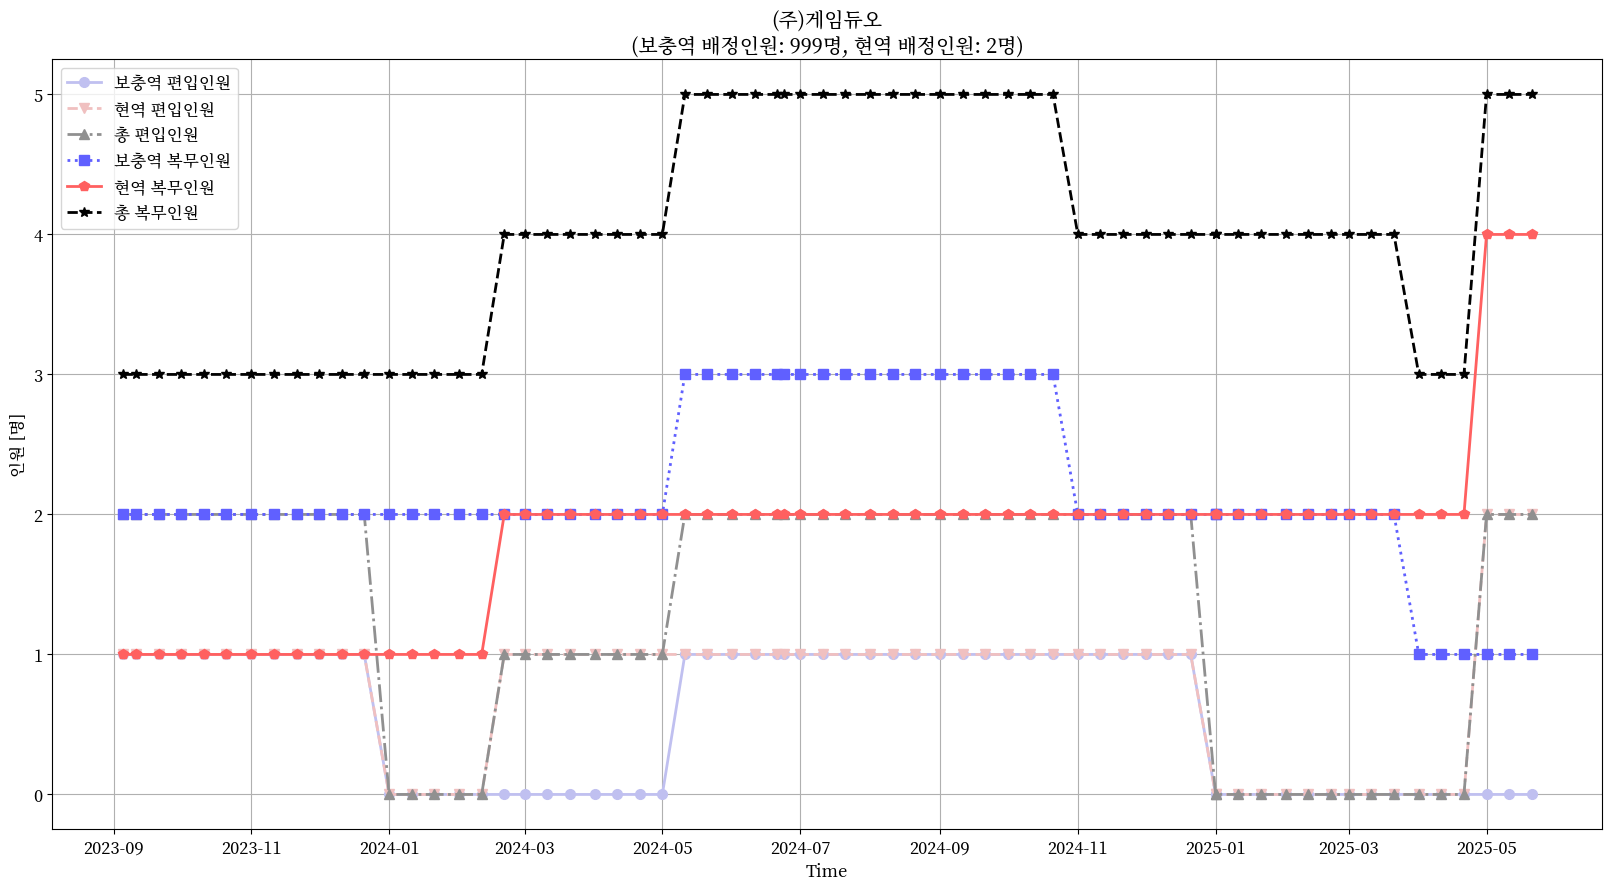 (주)게임듀오
(보충역 배정인원: 999명, 현역 배정인원: 2명)
보충역 편입인원
현역 편입인원
총 편입인원
보충역 복무인원
현역 복무인원
총 복무인원
인원 [명]
5
4
3
2
1
0
2023-09 2023-11 2024-01 2024-03 2024-05 2024-07 2024-09 2024-11 2025-01 2025-03 2025-05
Time